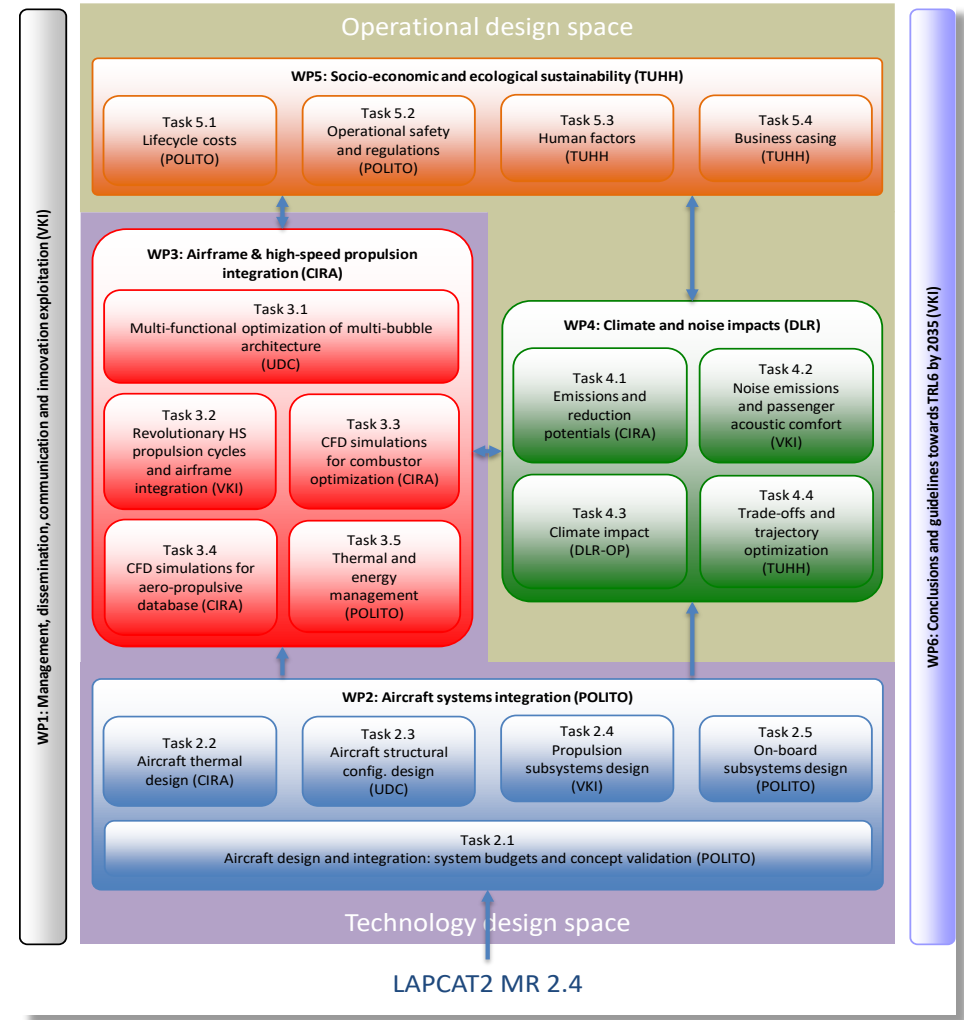 Operational design space
WP1: Management, dissemination, communication and innovation exploitation (VKI)
WP5: Socio-economic and ecological sustainability (TUHH)
Task 5.1
Lifecycle costs
(POLITO)
Task 5.2
Operational safety
and regulations
(POLITO)
Task 5.3
Human factors
(TUHH
Task 5.4
Business casing
(TUHH)
WP3: Airframe & high-speed propulsion
integration (CIRA)
Task 3.1
Multi-functional optimization of multi-bubble
architecture
(UDC)
Task 3.2
Revolutionary HS
propulsion cycles
and airframe
integration (VKI)
Task 3.3
CFD simulations
for combustor
optimization (CIRA)
Task 3.4
CFD simulations for
aero-propulsive
database (CIRA)
Task 3.5
Thermal and
energy
management
(POLITO)
WP4: Climate and noise impacts (DLR)
Task 4.1
Emissions and
reduction
potentials (CIRA)
Task 4.2
Noise emissions
and passenger
acoustic comfort
(VKI)
Task 4.3
Climate impact
(DLR-OP)
Task 4.4
Trade-offs and
trajectory
optimization
(TUHH)
WP2: Aircraft systems integration (POLITO)
Task 2.2
Aircraft thermal
design (CIRA)
Task 2.3
Aircraft structural
config. design
(UDC)
Task 2.4
Propulsion
subsystems design
(VKI)
Task 2.5
On-board
subsystems design
(POLITO)
Task 2.1
Aircraft design and integration: system budgets and concept validation (POLITO)
Technology design space
WP6: Conclusions and guidelines towards TRL6 by 2035 (VKI)
LAPCAT2 MR 2.4